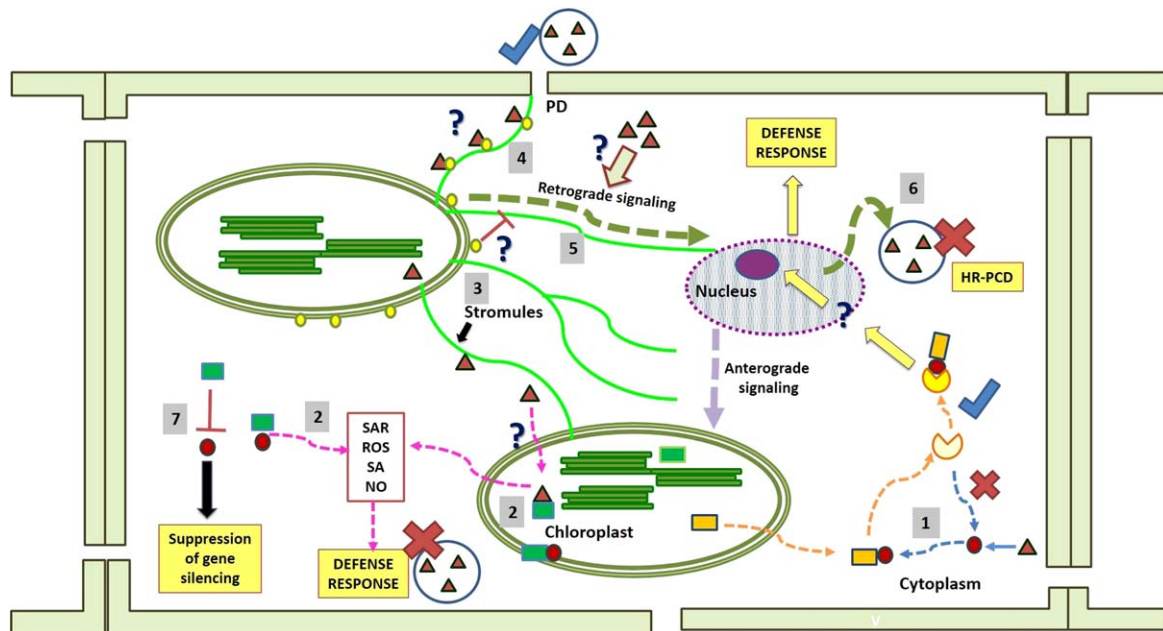 PD
?
4
?
DEFENSE
RESPONSE
Retrograde signaling
6
5
?
HR-PCD
Nucleus
3
Stromules
?
Anterograde
signaling
7
2
SAR
ROS
SA
NO
?
2
Chloroplast
1
Cytoplasm
Suppression
of gene
silencing
DEFENSE
RESPONSE
V